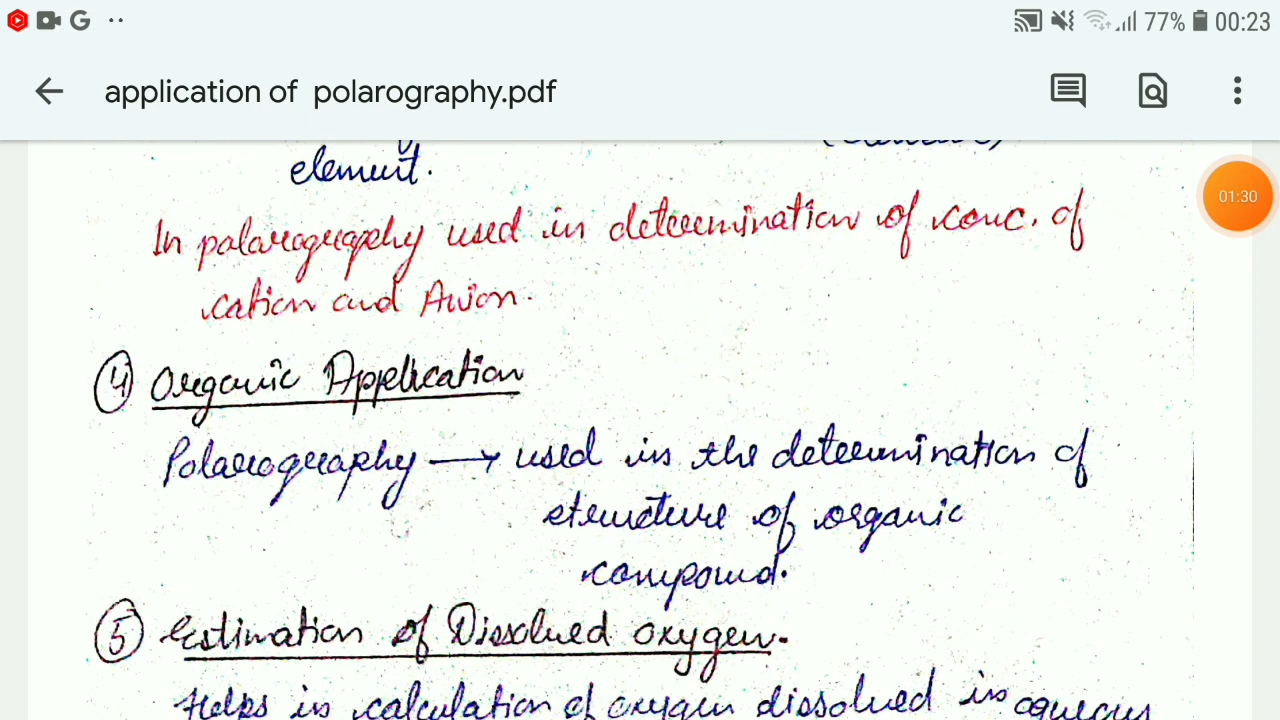 77% 00:23
application of polarography.pdf
01:30
element.
In polarography used in determination of conc. of
cation and Anion.
④ Organic Application
Polarography → used in the determination of
structure of organic
compound.
⑤ Estimation of Dissolved oxygen.
Helps in calculation of oxygen dissolved in aqueous